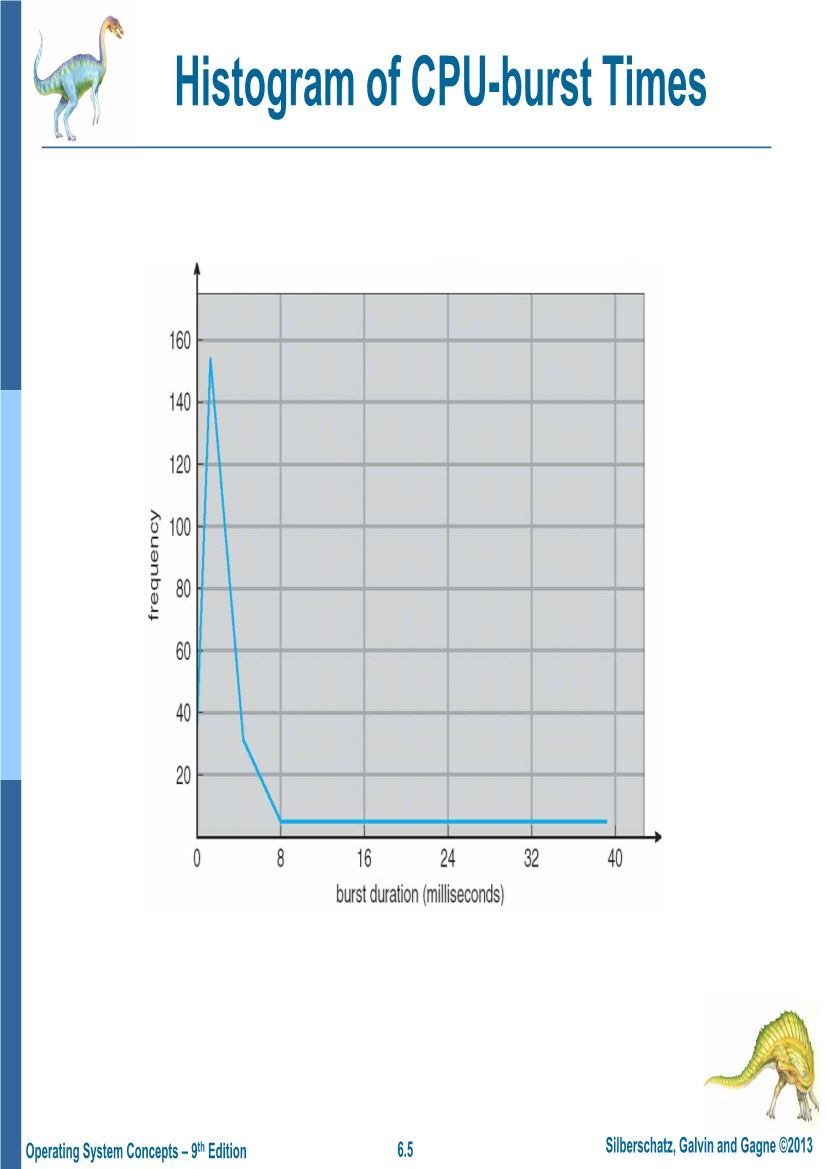 Histogram of CPU-burst Times
160
140
120
100
80
60
40
20
frequency
0 8 16 24 32 40
burst duration (milliseconds)
Operating System Concepts – 9th Edition 6.5 Silberschatz, Galvin and Gagne ©2013